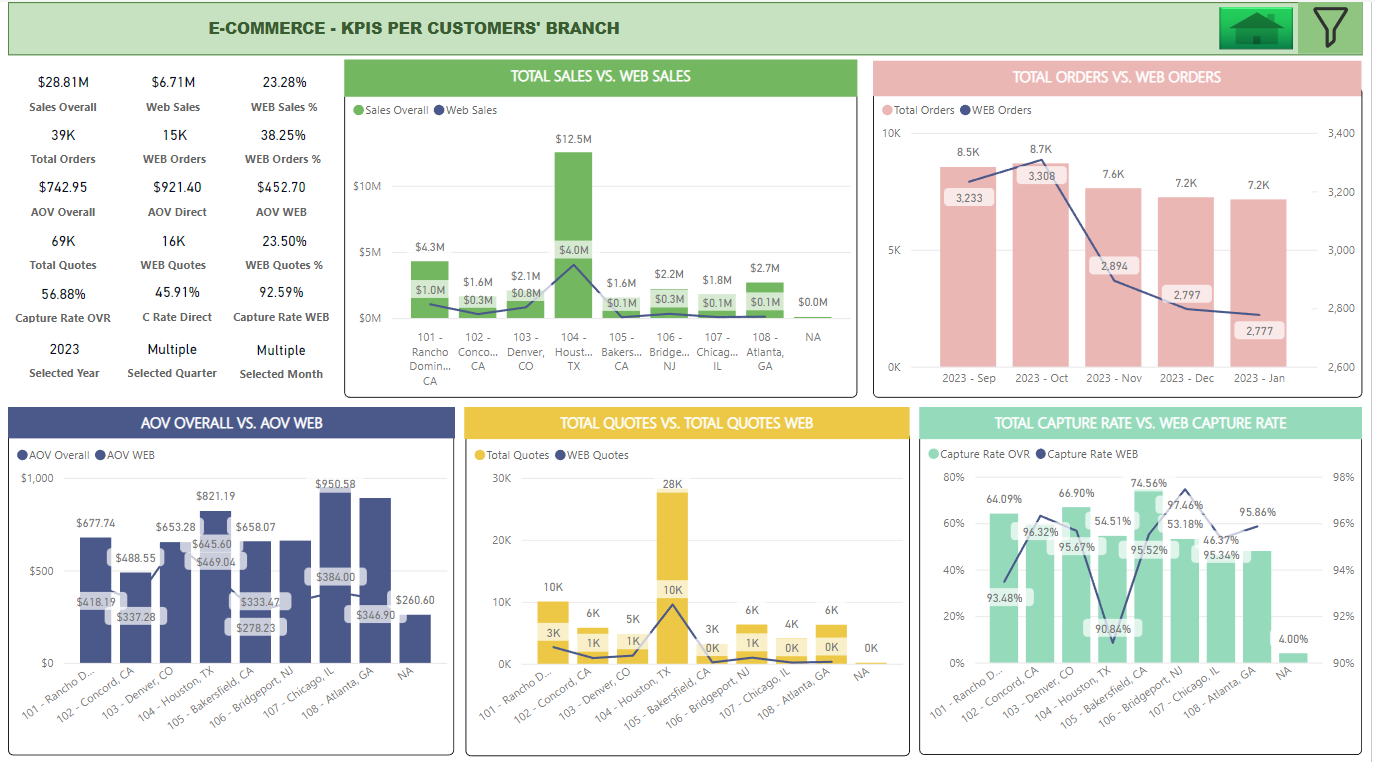 E-COMMERCE - KPIS PER CUSTOMERS' BRANCH
$28.81M $6.71M 23.28%
Sales Overall Web Sales WEB Sales %
39K 15K 38.25%
Total Orders WEB Orders WEB Orders %
$742.95 $921.40 $452.70
AOV Overall AOV Direct AOV WEB
69K 16K 23.50%
Total Quotes WEB Quotes WEB Quotes %
56.88% 45.91% 92.59%
Capture Rate OVR C Rate Direct Capture Rate WEB
2023 Multiple Multiple
Selected Year Selected Quarter Selected Month
TOTAL SALES VS. WEB SALES
Sales Overall Web Sales
$12.5M
$10M
$5M
$4.3M $4.0M
$1.6M $2.1M $1.6M $2.2M $1.8M $2.7M
$1.0M $0.3M $0.8M $0.1M $0.3M $0.1M $0.1M $0.0M
$0M
101 - 102 - 103 - 104 - 105 - 106 - 107 - 108 - NA
Rancho Conco... Denver, Houst... Bakers... Bridge... Chicag... Atlanta,
Domin... CA CO TX CA NJ IL GA
CA
TOTAL ORDERS VS. WEB ORDERS
Total Orders WEB Orders
10K 3,400
8.5K 8.7K 7.6K 7.2K 7.2K
3,233 3,308 3,200
5K 3,000
2,894
2,797 2,800
2,777
0K 2,600
2023 - Sep 2023 - Oct 2023 - Nov 2023 - Dec 2023 - Jan
AOV OVERALL VS. AOV WEB
AOV Overall AOV WEB
$1,000
$677.74 $488.55 $653.28 $821.19 $658.07 $950.58
$645.60
$500
$469.04
$418.19 $337.28 $333.47 $384.00 $346.90 $260.60
$278.23
$0
101 - Rancho D... 102 - Concord, CA 103 - Denver, CO 104 - Houston, TX 105 - Bakersfield, CA 106 - Bridgeport, NJ 107 - Chicago, IL 108 - Atlanta, GA NA
TOTAL QUOTES VS. TOTAL QUOTES WEB
Total Quotes WEB Quotes
30K
28K
20K
10K
10K 6K 5K 10K 3K 6K 4K 6K 0K
3K 1K 1K 0K 1K 0K 0K
0K
101 - Rancho D... 102 - Concord, CA 103 - Denver, CO 104 - Houston, TX 105 - Bakersfield, CA 106 - Bridgeport, NJ 107 - Chicago, IL 108 - Atlanta, GA NA
TOTAL CAPTURE RATE VS. WEB CAPTURE RATE
Capture Rate OVR Capture Rate WEB
80% 98%
64.09% 66.90% 54.51% 74.56% 53.18% 46.37% 4.00%
60% 96%
96.32% 95.67% 95.52% 97.46% 95.34% 95.86%
40% 94%
93.48%
20% 92%
90.84%
0% 90%
101 - Rancho D... 102 - Concord, CA 103 - Denver, CO 104 - Houston, TX 105 - Bakersfield, CA 106 - Bridgeport, NJ 107 - Chicago, IL 108 - Atlanta, GA NA